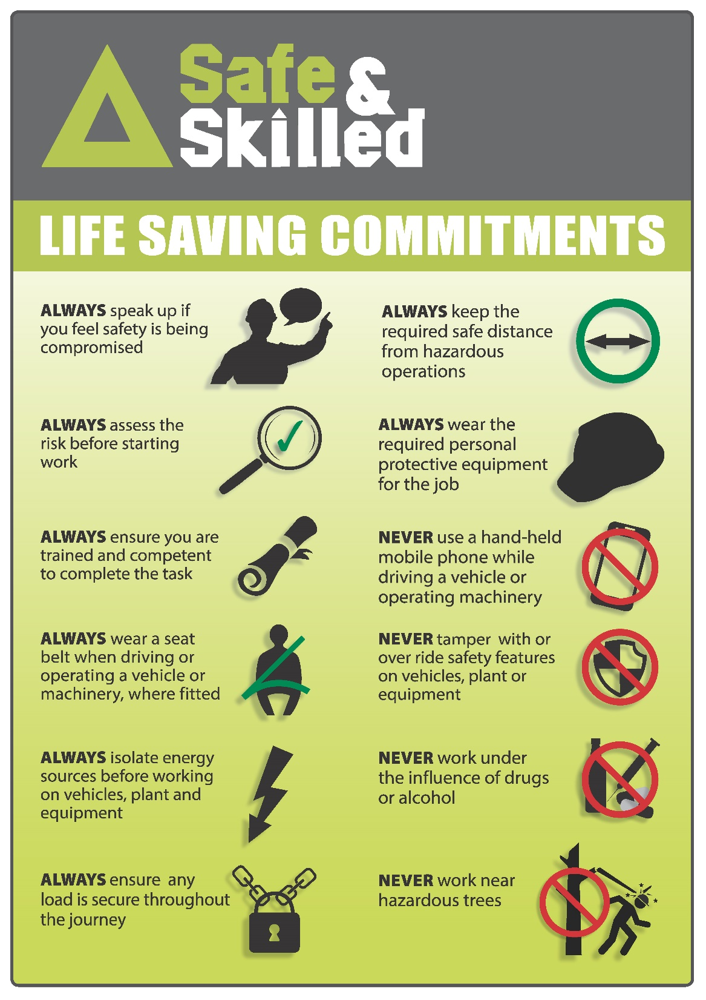 Safe &
Skilled
LIFE SAVING COMMITMENTS
ALWAYS speak up if
you feel safety is being
compromised
ALWAYS assess the
risk before starting
work
ALWAYS ensure you are
trained and competent
to complete the task
ALWAYS wear a seat
belt when driving or
operating a vehicle or
machinery, where fitted
ALWAYS isolate energy
sources before working
on vehicles, plant and
equipment
ALWAYS ensure any
load is secure throughout
the journey
ALWAYS keep the
required safe distance
from hazardous
operations
ALWAYS wear the
required personal
protective equipment
for the job
NEVER use a hand-held
mobile phone while
driving a vehicle or
operating machinery
NEVER tamper with or
over ride safety features
on vehicles, plant or
equipment
NEVER work under
the influence of drugs
or alcohol
NEVER work near
hazardous trees